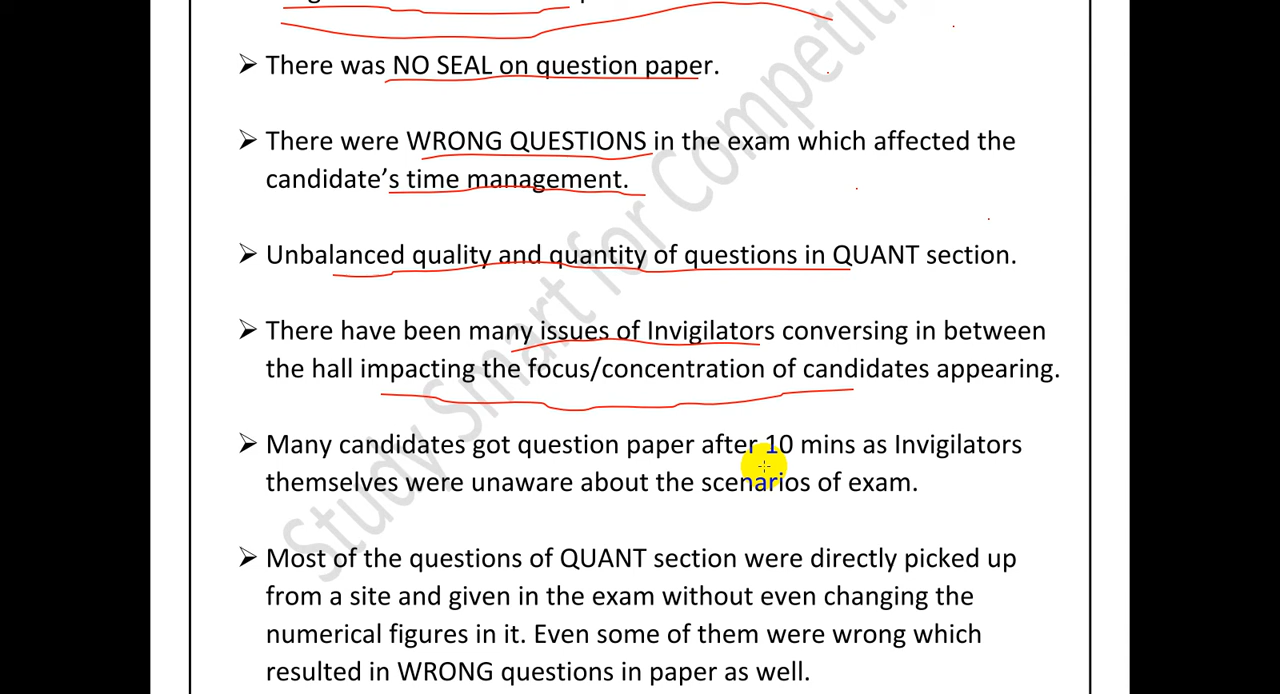 ➢ There was NO SEAL on question paper.
➢ There were WRONG QUESTIONS in the exam which affected the
candidate’s time management.
➢ Unbalanced quality and quantity of questions in QUANT section.
➢ There have been many issues of Invigilators conversing in between
the hall impacting the focus/concentration of candidates appearing.
➢ Many candidates got question paper after 10 mins as Invigilators
themselves were unaware about the scenarios of exam.
➢ Most of the questions of QUANT section were directly picked up
from a site and given in the exam without even changing the
numerical figures in it. Even some of them were wrong which
resulted in WRONG questions in paper as well.
Study Smart for